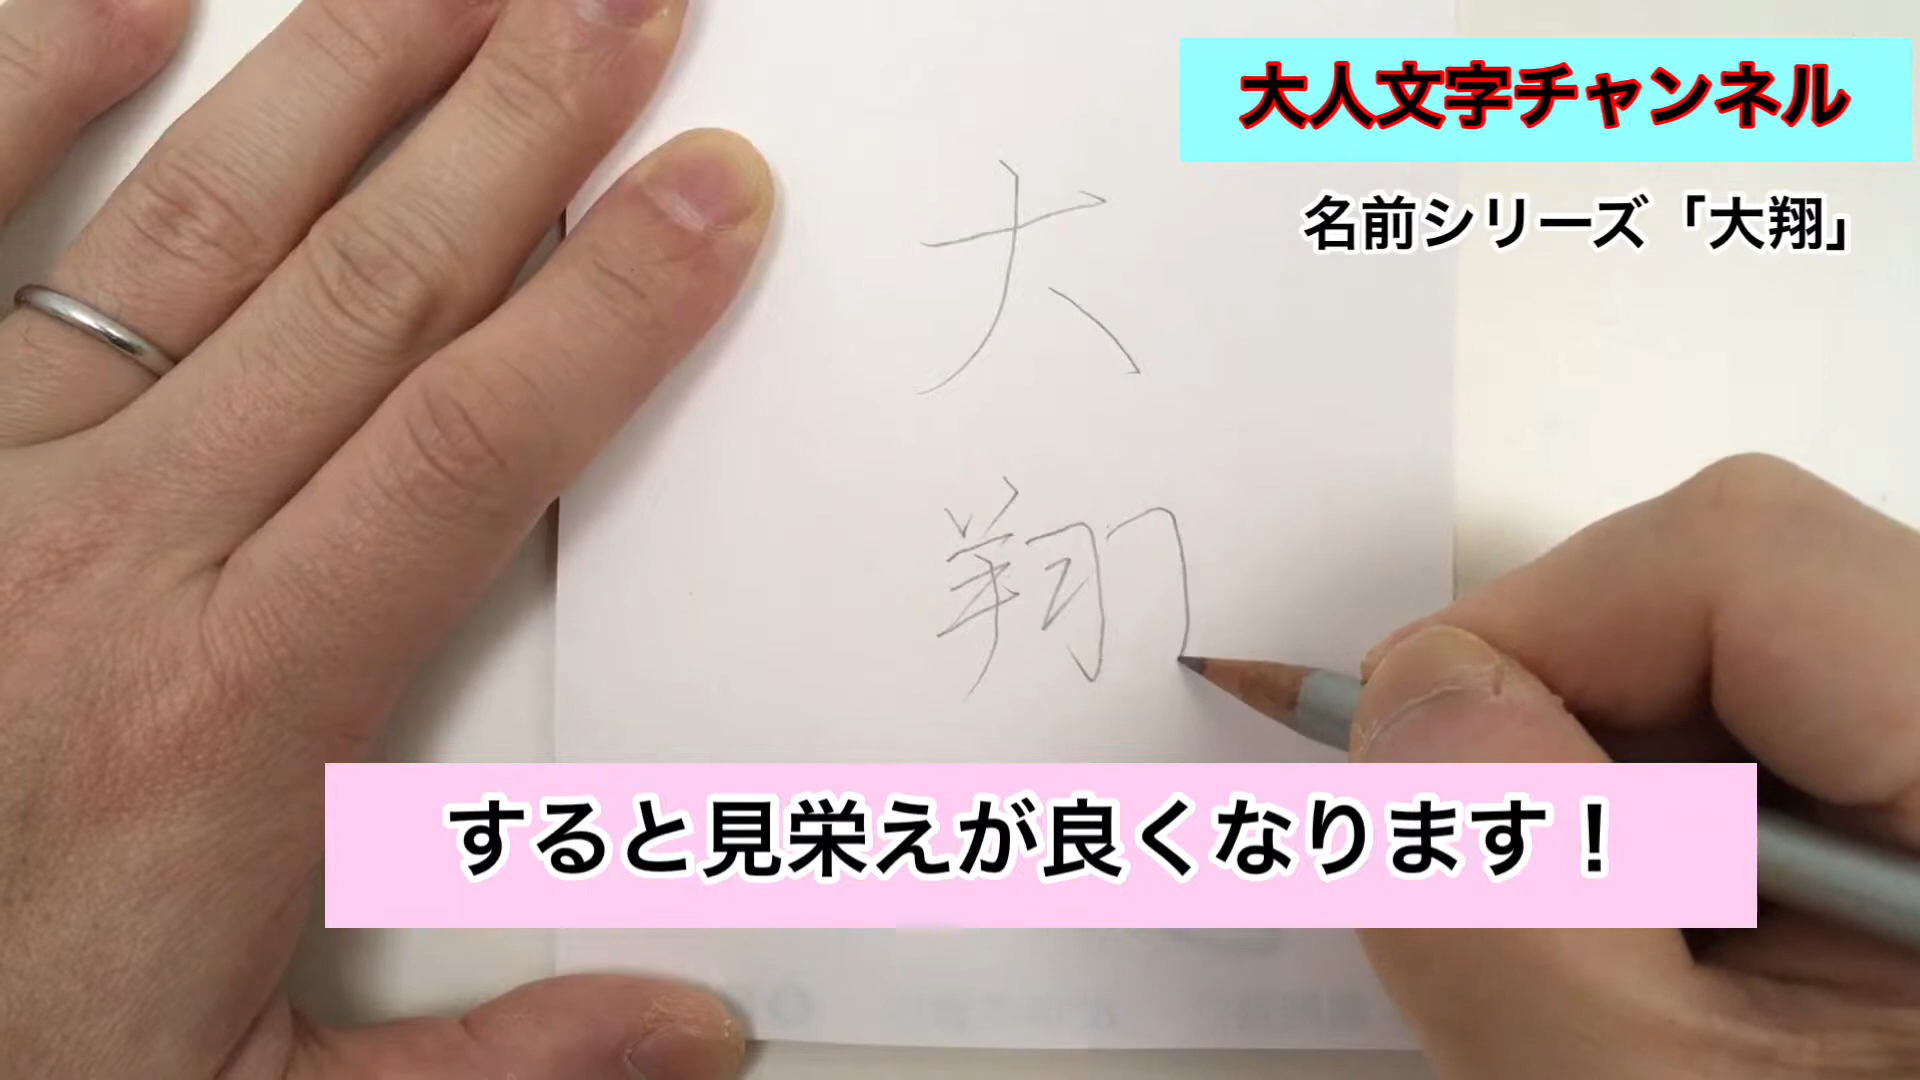 大人文字チャンネル
名前シリーズ「大翔」
大
翔
すると見栄えが良くなります！